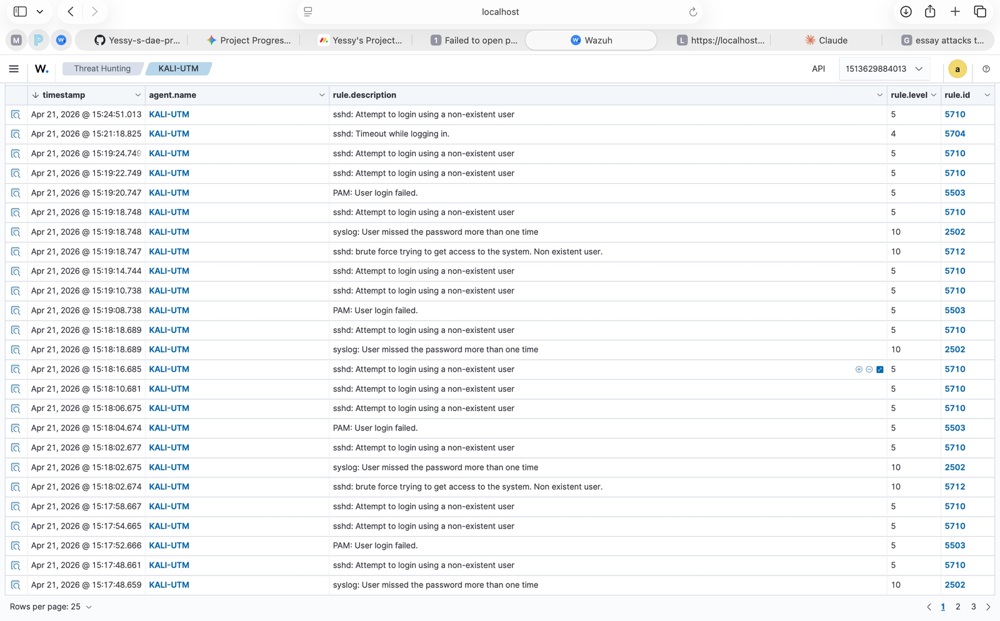 localhost
M
Yessy-s-dae-pr...
Project Progres...
Yessy's Project...
1 Failed to open p...
W. Wazuh
L https://localhost...
Claude
G essay attacks t...
W. Threat Hunting KALI-UTM API 1513629884013 a
timestamp agent.name rule.description rule.level rule.id
Apr 21, 2026 @ 15:24:51.013 KALI-UTM sshd: Attempt to login using a non-existent user 5 5710
Apr 21, 2026 @ 15:21:18.825 KALI-UTM sshd: Timeout while logging in. 4 5704
Apr 21, 2026 @ 15:19:24.749 KALI-UTM sshd: Attempt to login using a non-existent user 5 5710
Apr 21, 2026 @ 15:19:22.749 KALI-UTM sshd: Attempt to login using a non-existent user 5 5710
Apr 21, 2026 @ 15:19:20.747 KALI-UTM PAM: User login failed. 5 5503
Apr 21, 2026 @ 15:19:18.748 KALI-UTM sshd: Attempt to login using a non-existent user 5 5710
Apr 21, 2026 @ 15:19:18.748 KALI-UTM syslog: User missed the password more than one time 10 2502
Apr 21, 2026 @ 15:19:18.747 KALI-UTM sshd: brute force trying to get access to the system. Non existent user. 10 5712
Apr 21, 2026 @ 15:19:14.744 KALI-UTM sshd: Attempt to login using a non-existent user 5 5710
Apr 21, 2026 @ 15:19:10.738 KALI-UTM sshd: Attempt to login using a non-existent user 5 5710
Apr 21, 2026 @ 15:19:08.738 KALI-UTM PAM: User login failed. 5 5503
Apr 21, 2026 @ 15:18:18.689 KALI-UTM sshd: Attempt to login using a non-existent user 5 5710
Apr 21, 2026 @ 15:18:18.689 KALI-UTM syslog: User missed the password more than one time 10 2502
Apr 21, 2026 @ 15:18:16.685 KALI-UTM sshd: Attempt to login using a non-existent user 5 5710
Apr 21, 2026 @ 15:18:10.681 KALI-UTM sshd: Attempt to login using a non-existent user 5 5710
Apr 21, 2026 @ 15:18:06.675 KALI-UTM sshd: Attempt to login using a non-existent user 5 5710
Apr 21, 2026 @ 15:18:04.674 KALI-UTM PAM: User login failed. 5 5503
Apr 21, 2026 @ 15:18:02.677 KALI-UTM sshd: Attempt to login using a non-existent user 5 5710
Apr 21, 2026 @ 15:18:02.675 KALI-UTM syslog: User missed the password more than one time 10 2502
Apr 21, 2026 @ 15:18:02.674 KALI-UTM sshd: brute force trying to get access to the system. Non existent user. 10 5712
Apr 21, 2026 @ 15:17:58.667 KALI-UTM sshd: Attempt to login using a non-existent user 5 5710
Apr 21, 2026 @ 15:17:54.665 KALI-UTM sshd: Attempt to login using a non-existent user 5 5710
Apr 21, 2026 @ 15:17:52.666 KALI-UTM PAM: User login failed. 5 5503
Apr 21, 2026 @ 15:17:48.661 KALI-UTM sshd: Attempt to login using a non-existent user 5 5710
Apr 21, 2026 @ 15:17:48.659 KALI-UTM syslog: User missed the password more than one time 10 2502
Rows per page: 25 1 2 3